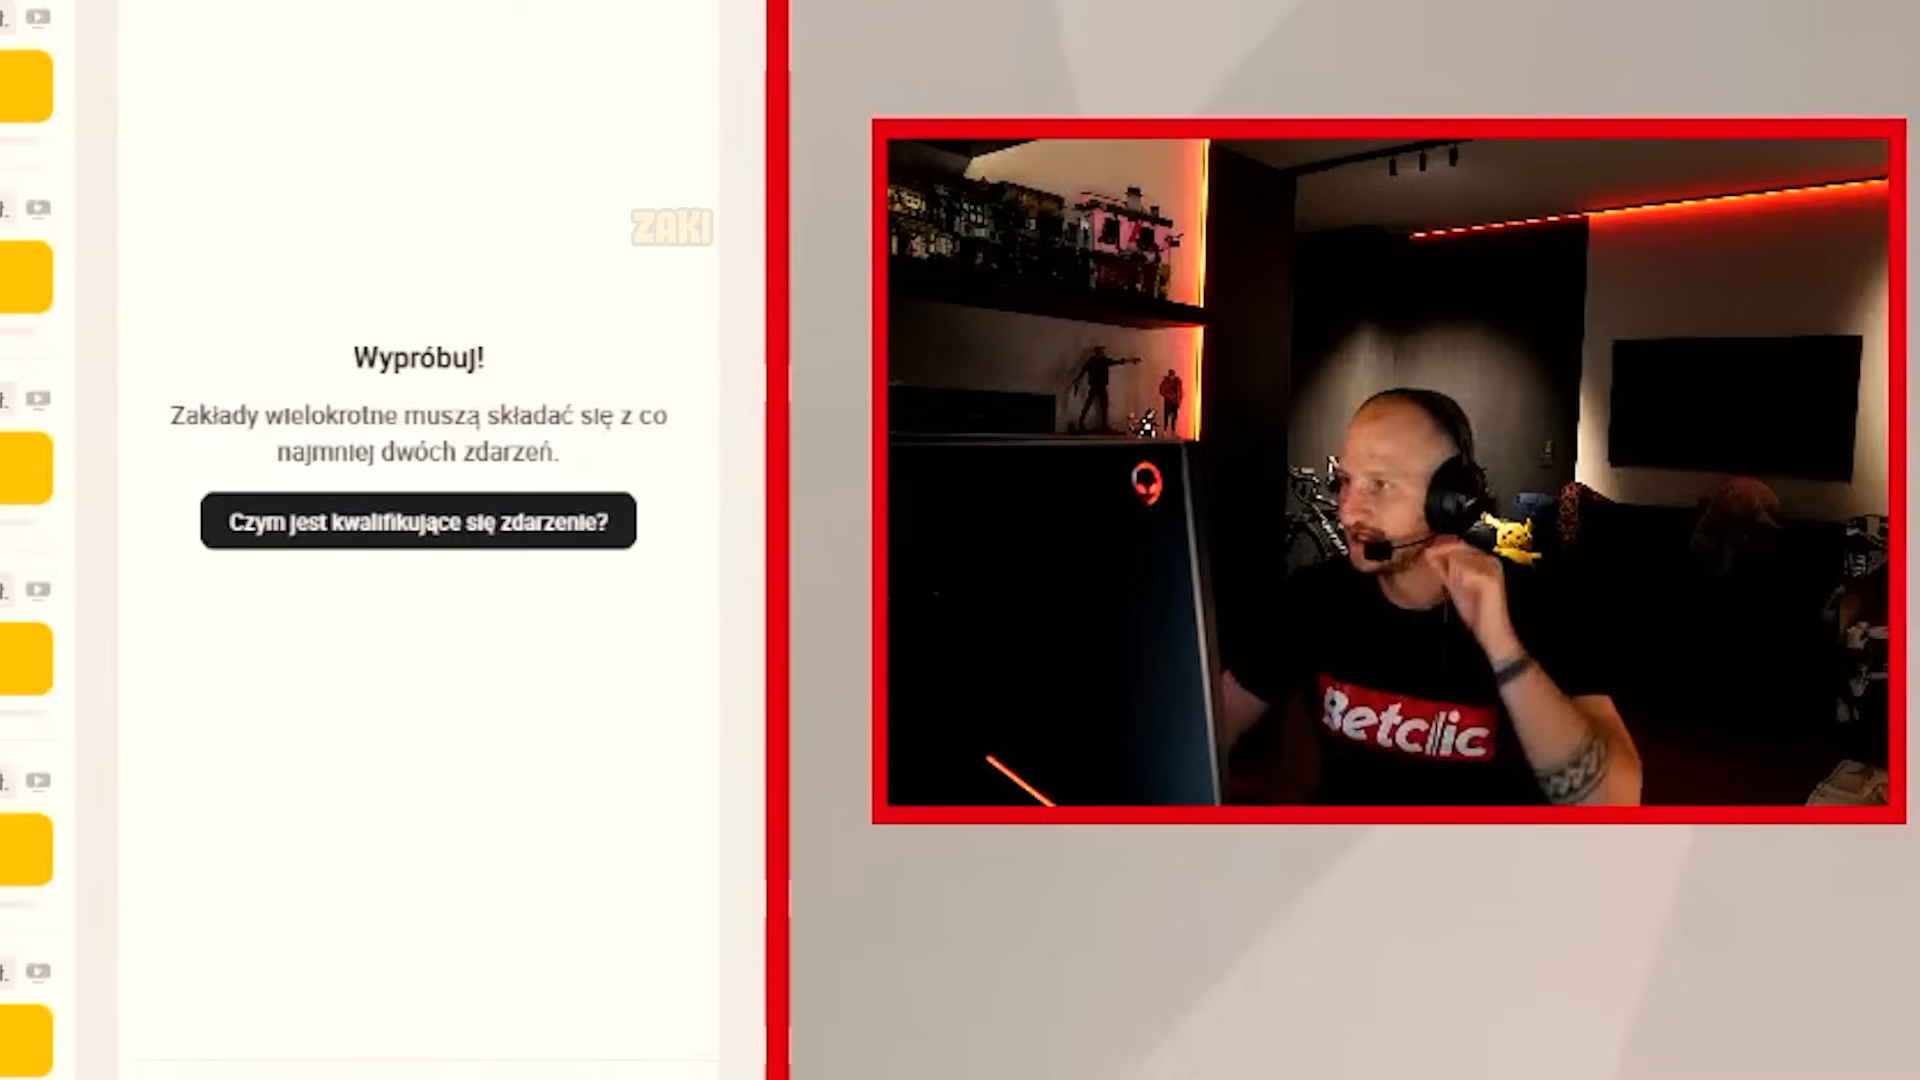 ZAKI
Wypróbuj!
Zakłady wielokrotne muszą składać się z co
najmniej dwóch zdarzeń.
Czym jest kwalifikujące się zdarzenie?
Betclic